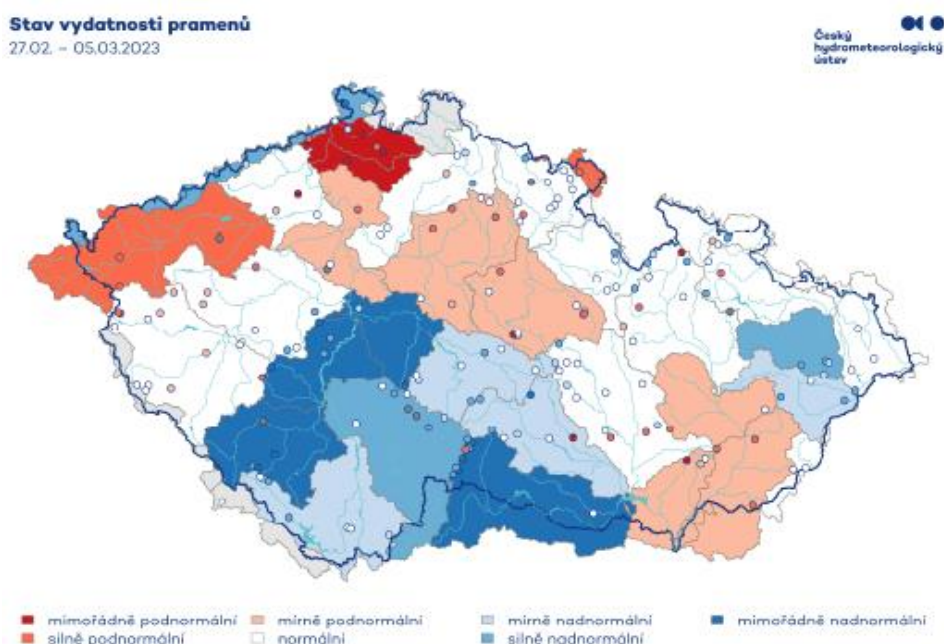 Stav vydatnosti pramenů
27.02. – 05.03.2023
Český
hydrometeorologický
ústav
mimořádně podnormální
silně podnormální
mírně podnormální
normální
mírně nadnormální
silně nadnormální
mimořádně nadnormální